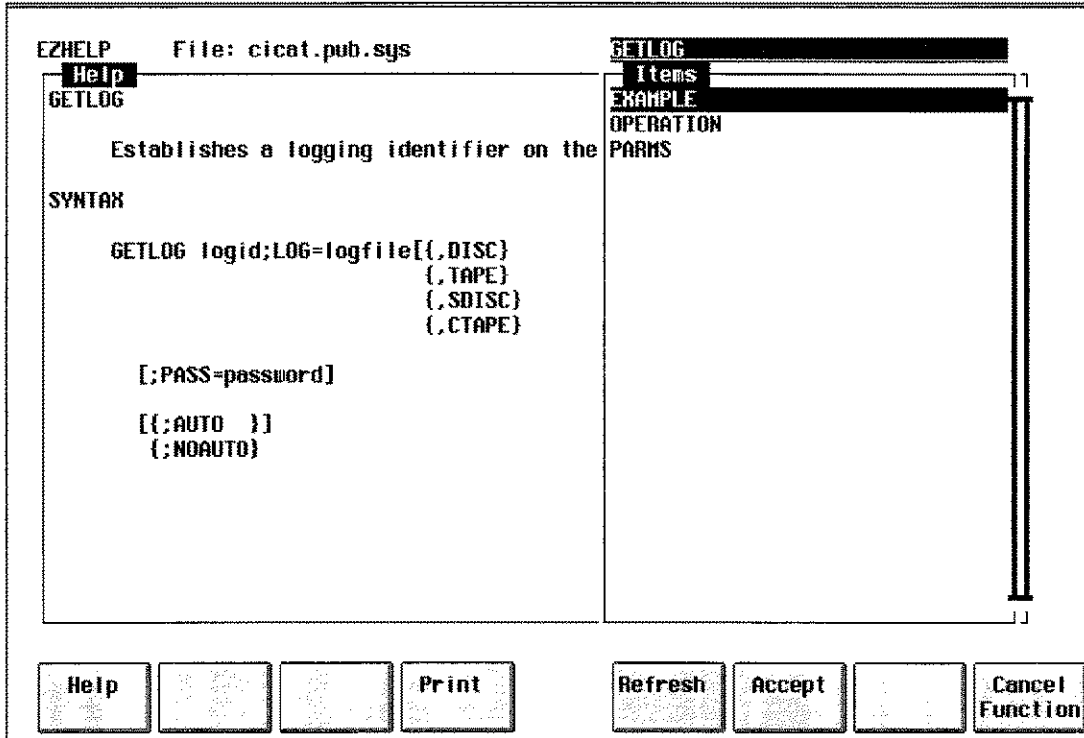 EZHELP File: cicat.pub.sys
GETLOG
Help
GETLOG
Establishes a logging identifier on the
SYNTAX
GETLOG logid;LOG=logfile[{,DISC}
{,TAPE}
{,SDISC}
{,CTAPE}
[;PASS=password]
[{;AUTO }]
{;NOAUTO}
Items
EXAMPLE
OPERATION
PARMS
Help
Print
Refresh
Accept
Cancel
Function